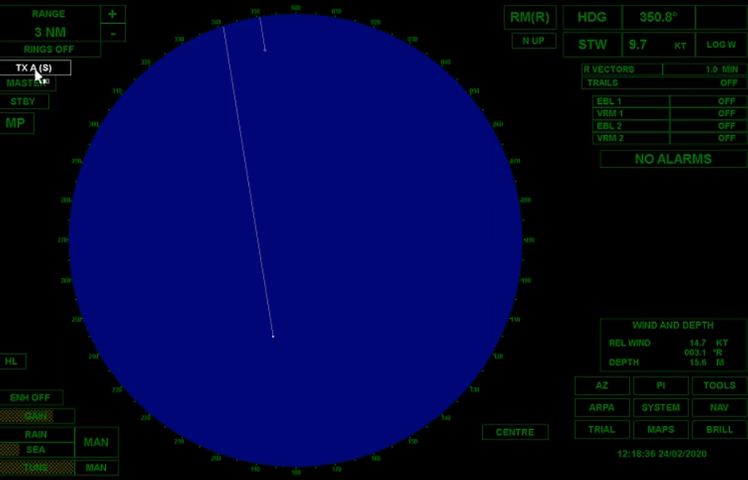 RANGE
3 NM
+
-
RINGS OFF
TX A (S)
MASTER
STBY
MP
HL
ENH OFF
GAIN
RAIN
SEA
MAN
TUNE
MAN
000
RM(R)
N UP
HDG
350.8°
STW
9.7 KT
LOG W
R VECTORS 1.0 MIN
TRAILS OFF
EBL 1 OFF
VRM 1 OFF
EBL 2 OFF
VRM 2 OFF
NO ALARMS
WIND AND DEPTH
REL WIND 14.7 KT
003.1 °R
DEPTH 15.6 M
AZ
PI
TOOLS
ARPA
SYSTEM
NAV
TRIAL
MAPS
BRILL
CENTRE
12:18:36 24/02/2020